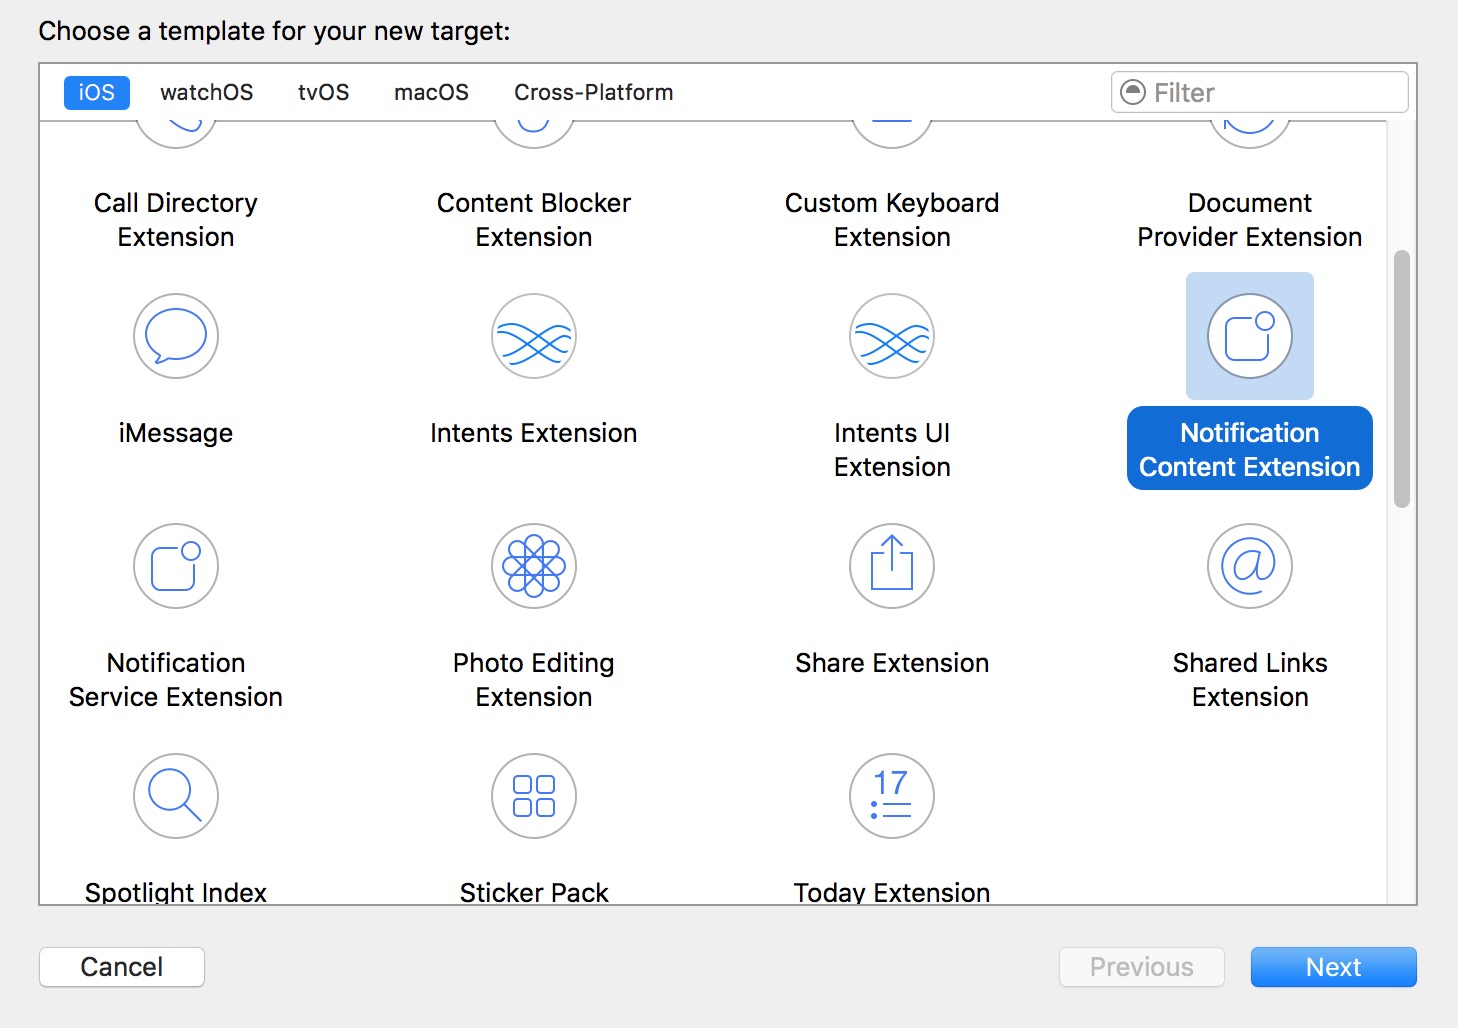 Choose a template for your new target:
iOS watchOS tvOS macOS Cross-Platform Filter
Call Directory
Extension
Content Blocker
Extension
Custom Keyboard
Extension
Document
Provider Extension
iMessage
Intents Extension
Intents UI
Extension
Notification
Content Extension
Notification
Service Extension
Photo Editing
Extension
Share Extension
@
Shared Links
Extension
Spotlight Index
Sticker Pack
17
Today Extension
Cancel Previous Next